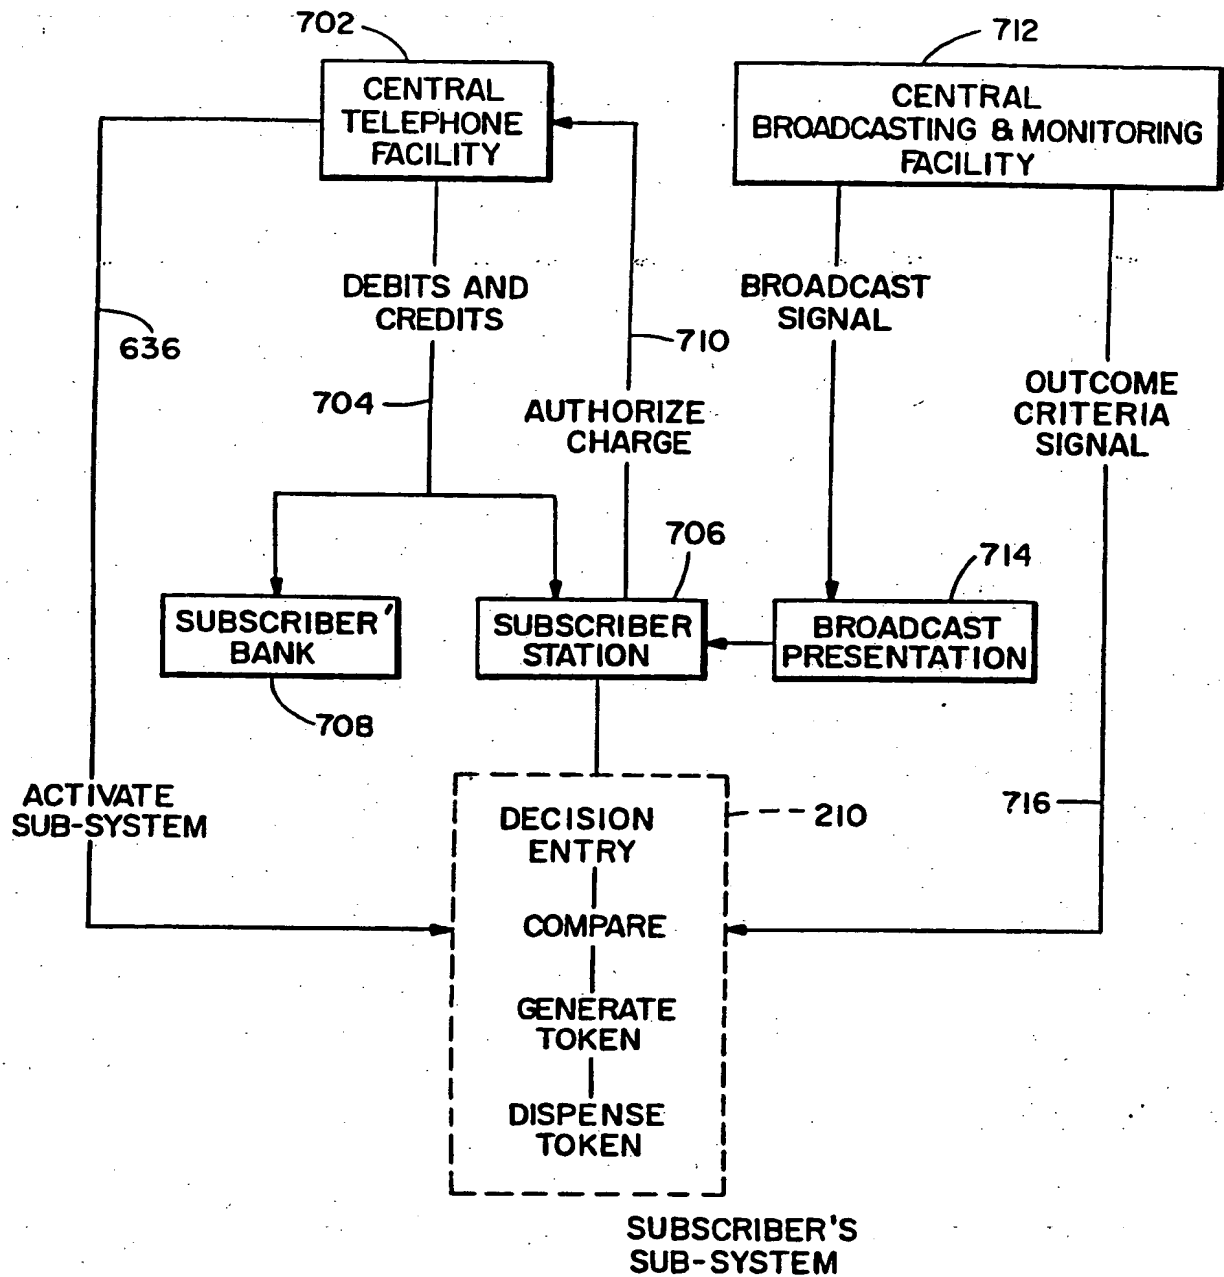 702
712
CENTRAL
TELEPHONE
FACILITY
CENTRAL
BROADCASTING & MONITORING
FACILITY
DEBITS AND
CREDITS
BROADCAST
SIGNAL
636
710
704
AUTHORIZE
CHARGE
OUTCOME
CRITERIA
SIGNAL
706
714
SUBSCRIBER'
BANK
SUBSCRIBER
STATION
BROADCAST
PRESENTATION
708
ACTIVATE
SUB-SYSTEM
716
210
DECISION
ENTRY
COMPARE
GENERATE
TOKEN
DISPENSE
TOKEN
SUBSCRIBER'S
SUB-SYSTEM